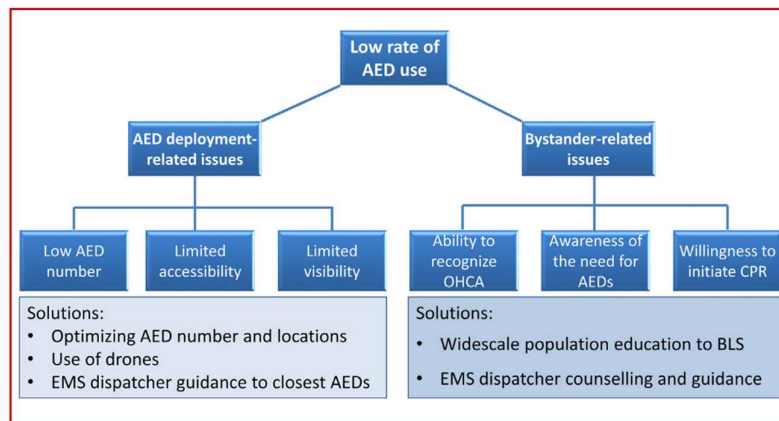 Low rate of
AED use
AED deployment-
related issues
Bystander-related
issues
Low AED
number
Limited
accessibility
Limited
visibility
Ability to
recognize
OHCA
Awareness of
the need for
AEDs
Willingness to
initiate CPR
Solutions:
• Optimizing AED number and locations
• Use of drones
• EMS dispatcher guidance to closest AEDs
Solutions:
• Widescale population education to BLS
• EMS dispatcher counselling and guidance